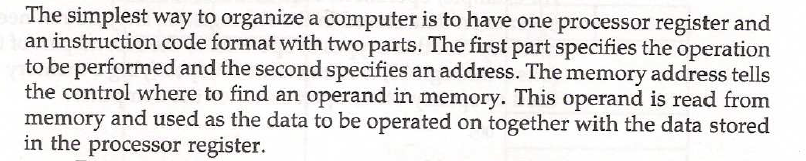 The simplest way to organize a computer is to have one processor register and
an instruction code format with two parts. The first part specifies the operation
to be performed and the second specifies an address. The memory address tells
the control where to find an operand in memory. This operand is read from
memory and used as the data to be operated on together with the data stored
in the processor register.